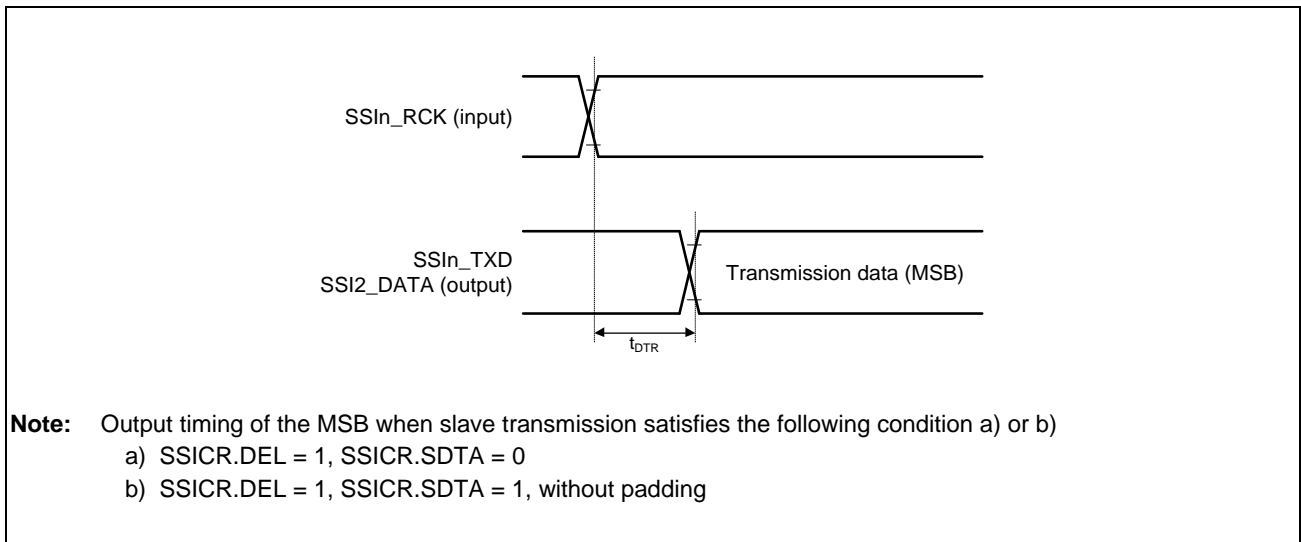 SSIn_RCK (input)
SSIn_TXD
SSI2_DATA (output)
Transmission data (MSB)
tDTR
Note: Output timing of the MSB when slave transmission satisfies the following condition a) or b)
a) SSICR.DEL = 1, SSICR.SDTA = 0
b) SSICR.DEL = 1, SSICR.SDTA = 1, without padding